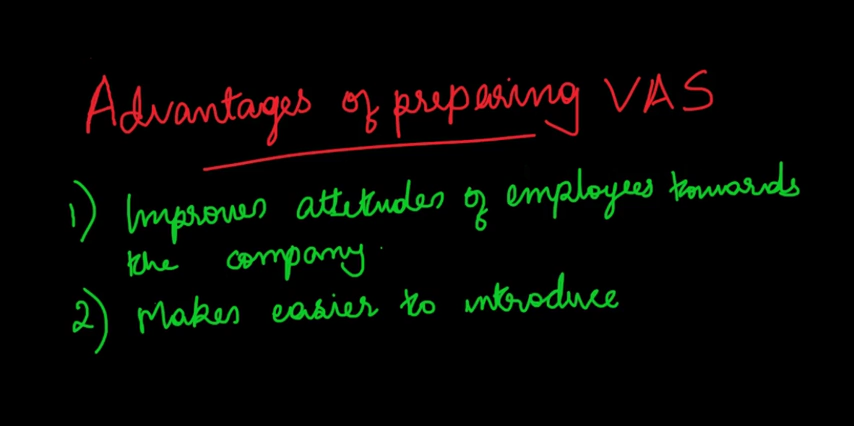 Advantages of preparing VAS
1) Improves attitudes of employees towards
the company.
2) Makes easier to introduce